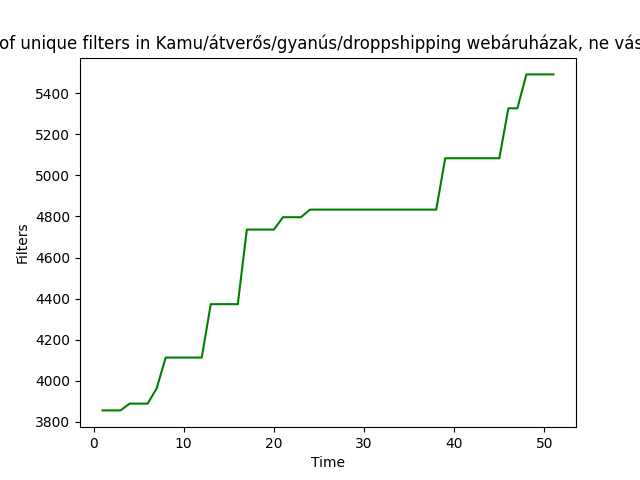 of unique filters in Kamu/átverős/gyanús/droppshipping webáruházak, ne vás
5400
5200
5000
4800
4600
4400
4200
4000
3800
Filters
0 10 20 30 40 50
Time